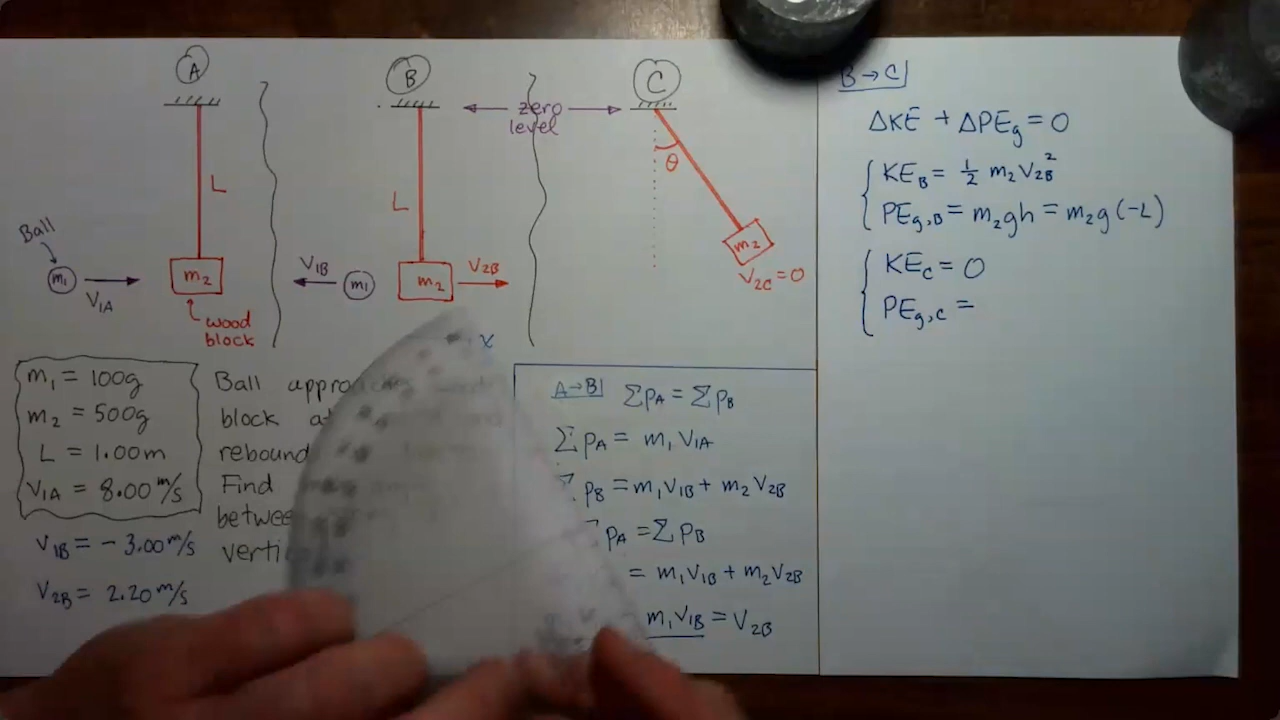 A
B
C
zero
level
L
L
θ
Ball
m₁
V₁A
m₂
wood
block
V₁B
m₁
m₂
V₂B
m₂
V₂C = 0
x
m₁ = 100g
m₂ = 500g
L = 1.00m
V₁A = 8.00 m/s
V₁B = - 3.00 m/s
V₂B = 2.20 m/s
Ball
block
rebound
Find
A→B
ΣpA = ΣpB
ΣpA = m₁V₁A
pB = m₁V₁B + m₂V₂B
pA = ΣpB
= m₁V₁B + m₂V₂B
m₁V₁B = V₂B
B→C
ΔKE + ΔPEg = 0
KEB = ½ m₂V₂B²
PEg,B = m₂gh = m₂g(-L)
KEC = 0
PEg,C =